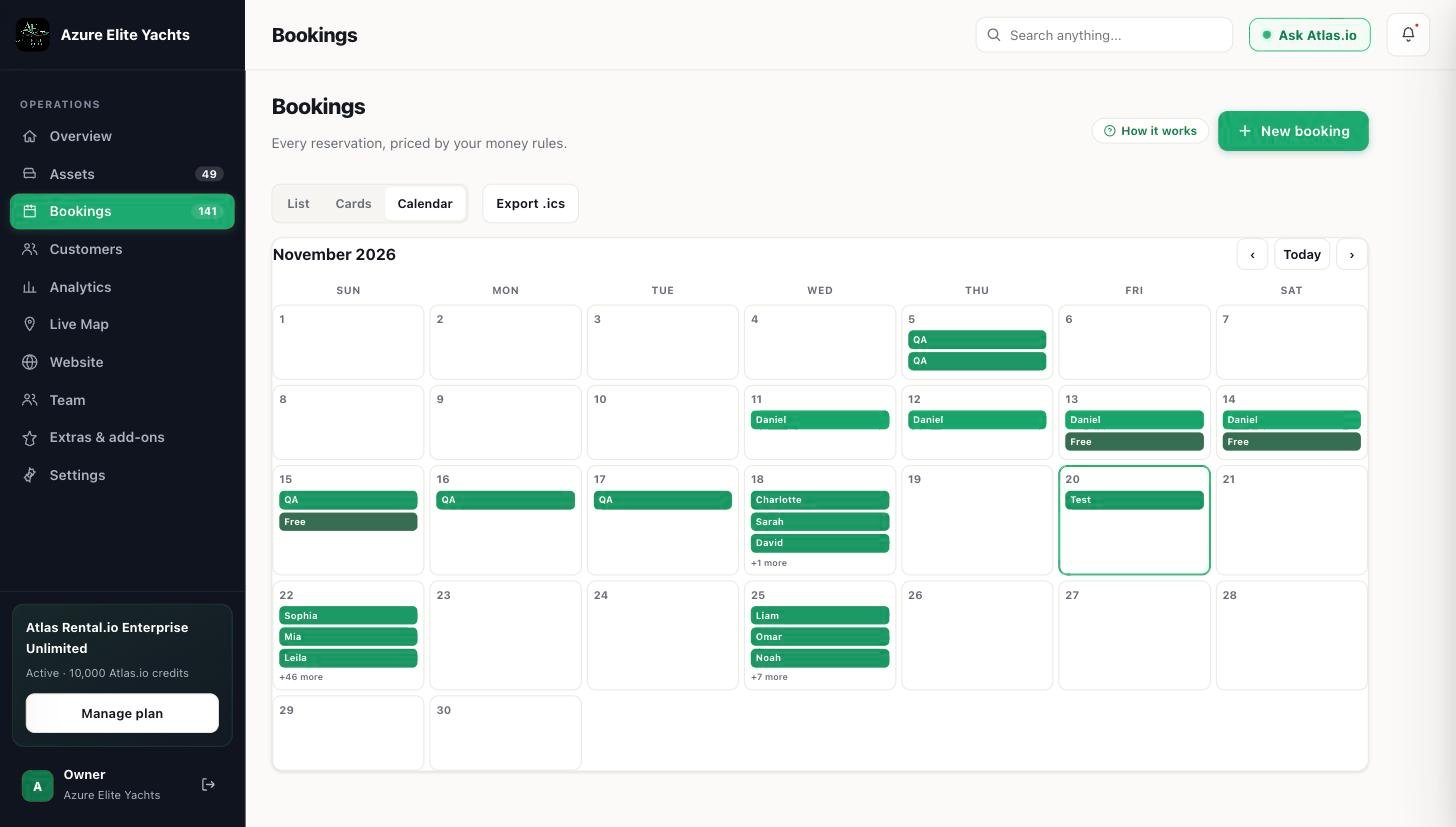 Azure Elite Yachts
Bookings
Search anything...
Ask Atlas.io
OPERATIONS
Overview
Assets 49
Bookings 141
Customers
Analytics
Live Map
Website
Team
Extras & add-ons
Settings
Atlas Rental.io Enterprise
Unlimited
Active · 10,000 Atlas.io credits
Manage plan
A
Owner
Azure Elite Yachts
Bookings
Every reservation, priced by your money rules.
How it works
+ New booking
List Cards Calendar Export .ics
November 2026
‹ Today ›
SUN MON TUE WED THU FRI SAT
1 2 3 4 5 6 7
QA
QA
8 9 10 11 12 13 14
Daniel Daniel Daniel Daniel
Free Free
15 16 17 18 19 20 21
QA QA QA Charlotte Test
Free Sarah
David
+1 more
22 23 24 25 26 27 28
Sophia Liam
Mia Omar
Leila Noah
+46 more +7 more
29 30